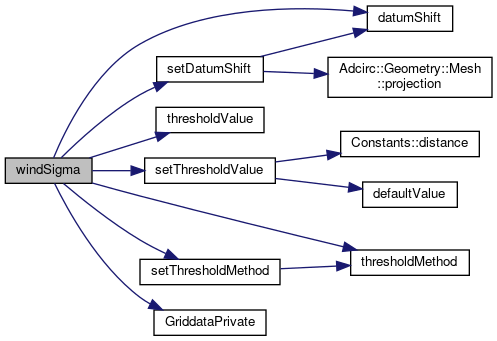 datumShift
setDatumShift
Adcirc::Geometry::Mesh
::projection
thresholdValue
Constants::distance
windSigma
setThresholdValue
defaultValue
thresholdMethod
setThresholdMethod
GriddataPrivate